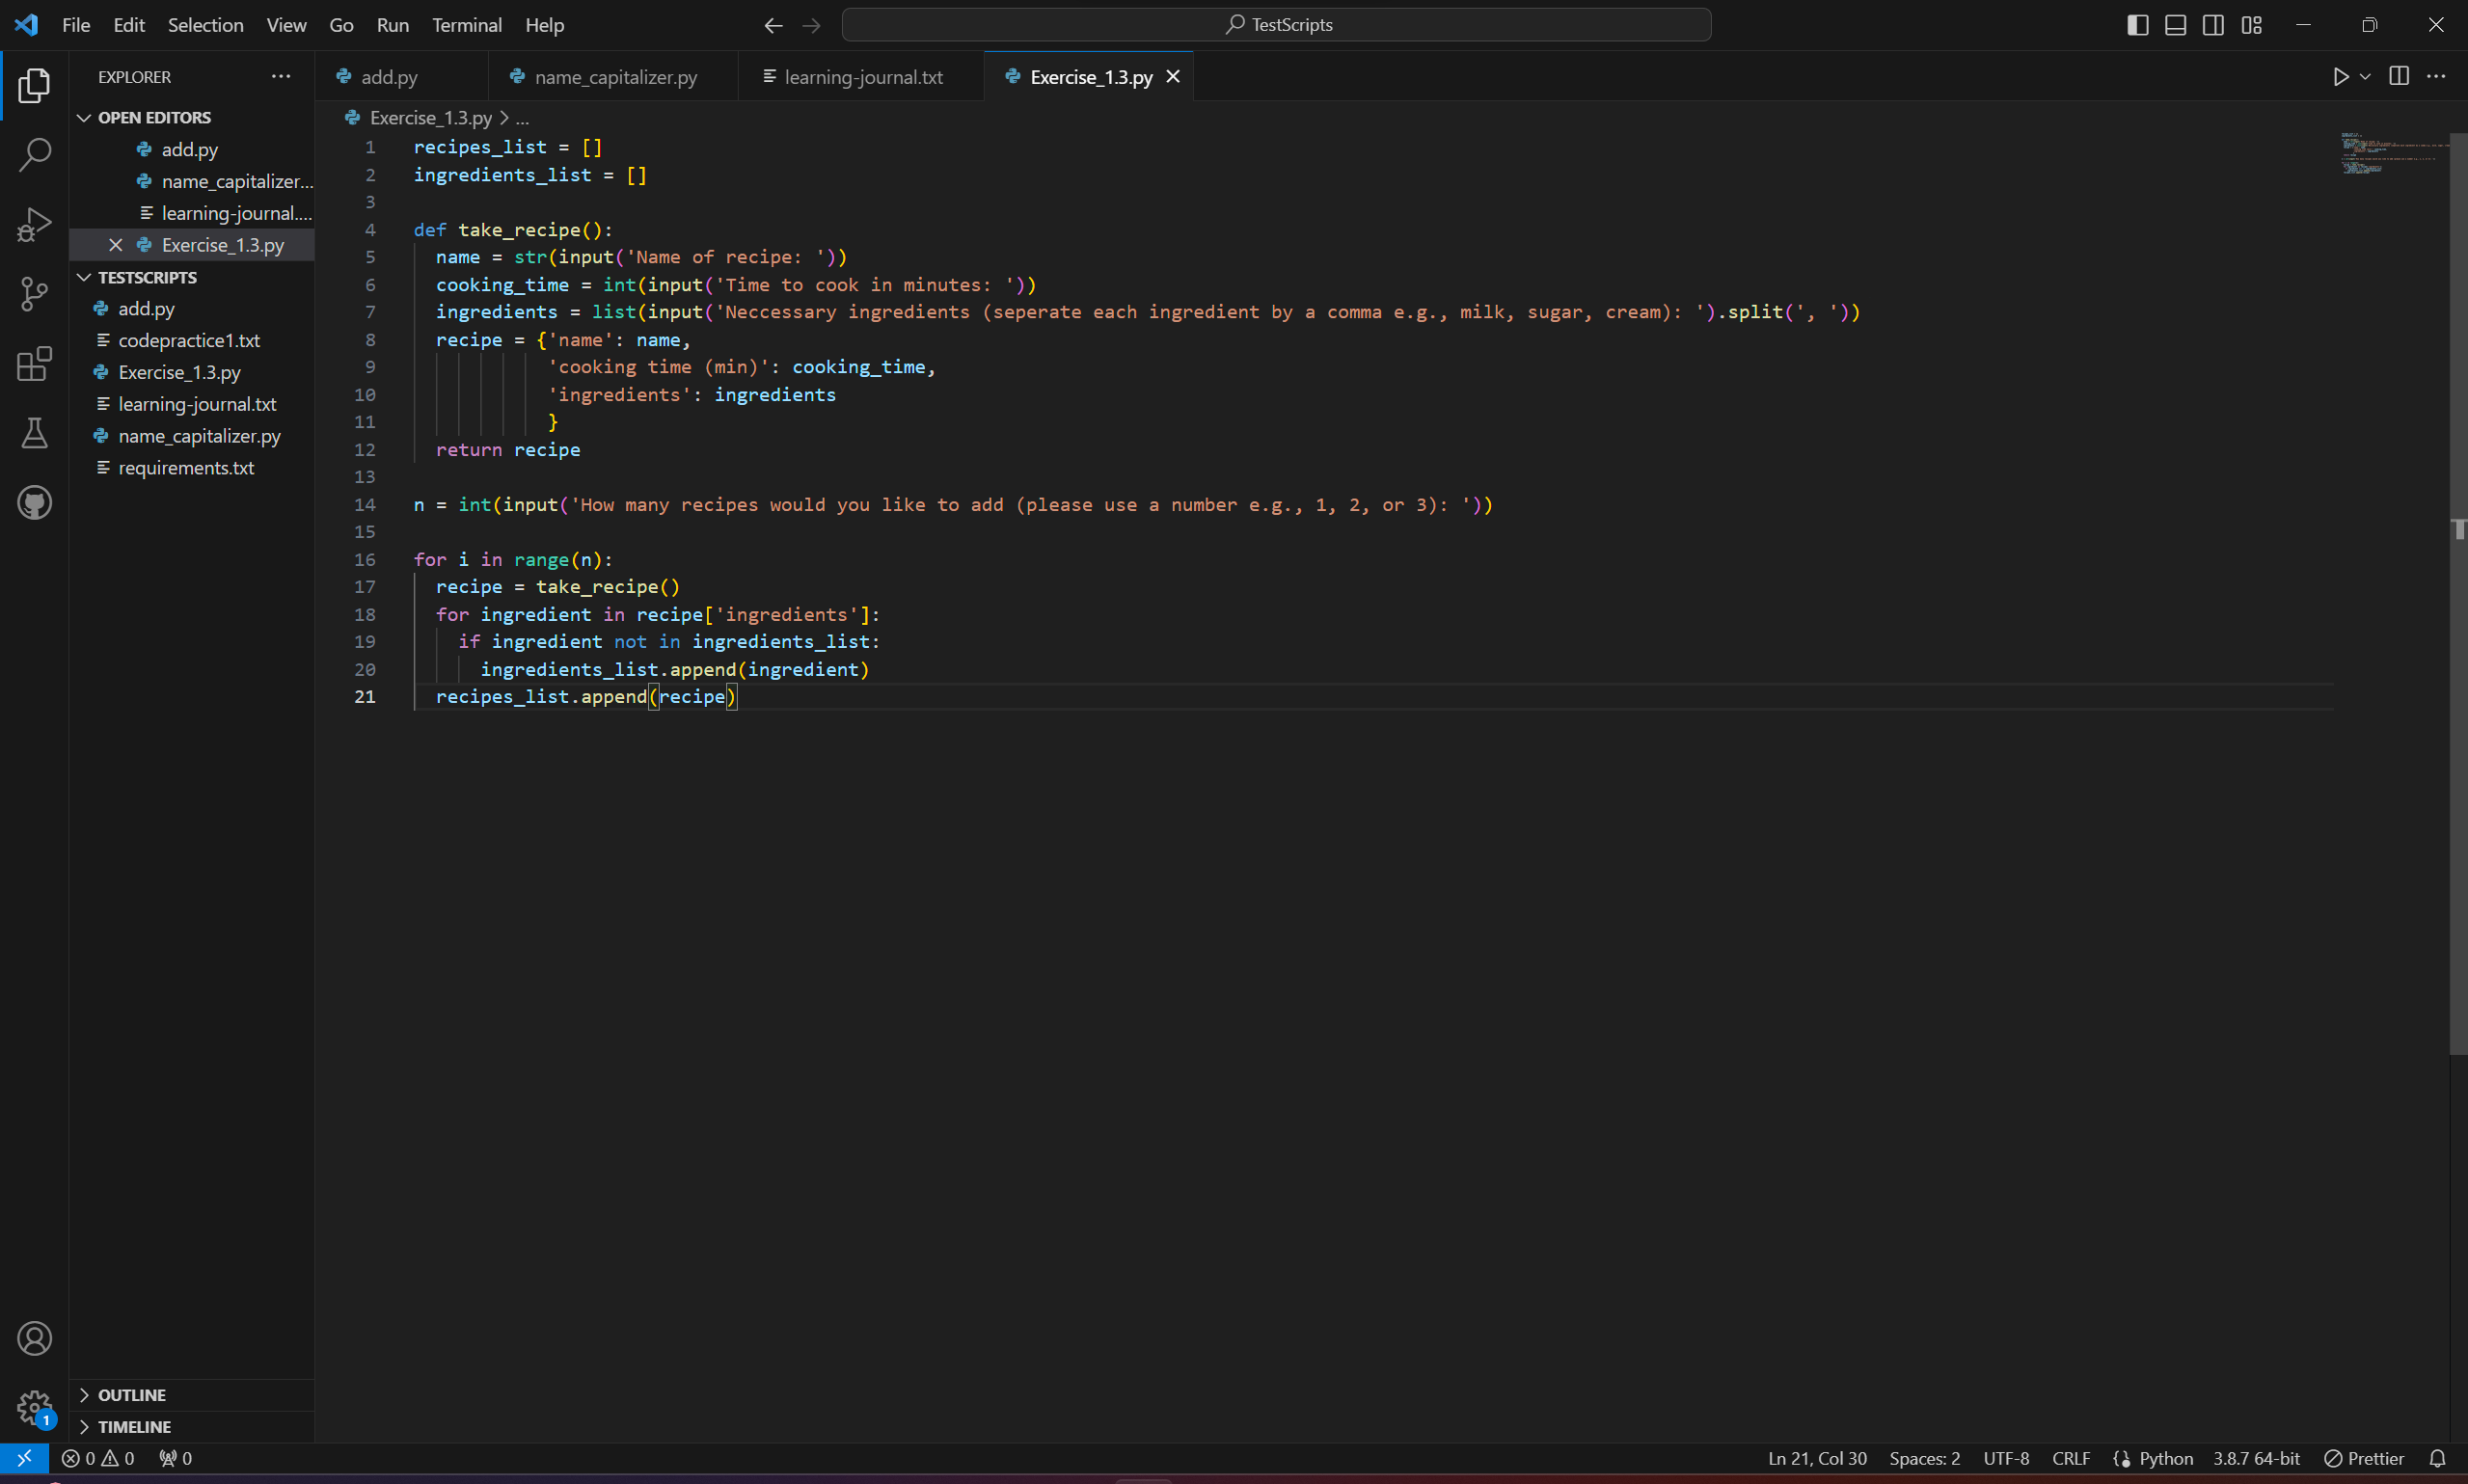 File Edit Selection View Go Run Terminal Help TestScripts
EXPLORER
OPEN EDITORS
add.py
name_capitalizer...
learning-journal....
Exercise_1.3.py
TESTSCRIPTS
add.py
codepractice1.txt
Exercise_1.3.py
learning-journal.txt
name_capitalizer.py
requirements.txt
OUTLINE
TIMELINE
add.py name_capitalizer.py learning-journal.txt Exercise_1.3.py
Exercise_1.3.py > ...
1 recipes_list = []
2 ingredients_list = []
3
4 def take_recipe():
5   name = str(input('Name of recipe: '))
6   cooking_time = int(input('Time to cook in minutes: '))
7   ingredients = list(input('Neccessary ingredients (seperate each ingredient by a comma e.g., milk, sugar, cream): ').split(', '))
8   recipe = {'name': name,
9             'cooking time (min)': cooking_time,
10             'ingredients': ingredients
11             }
12   return recipe
13
14 n = int(input('How many recipes would you like to add (please use a number e.g., 1, 2, or 3): '))
15
16 for i in range(n):
17   recipe = take_recipe()
18   for ingredient in recipe['ingredients']:
19     if ingredient not in ingredients_list:
20       ingredients_list.append(ingredient)
21   recipes_list.append(recipe)
1
0 0 0 Ln 21, Col 30 Spaces: 2 UTF-8 CRLF Python 3.8.7 64-bit Prettier